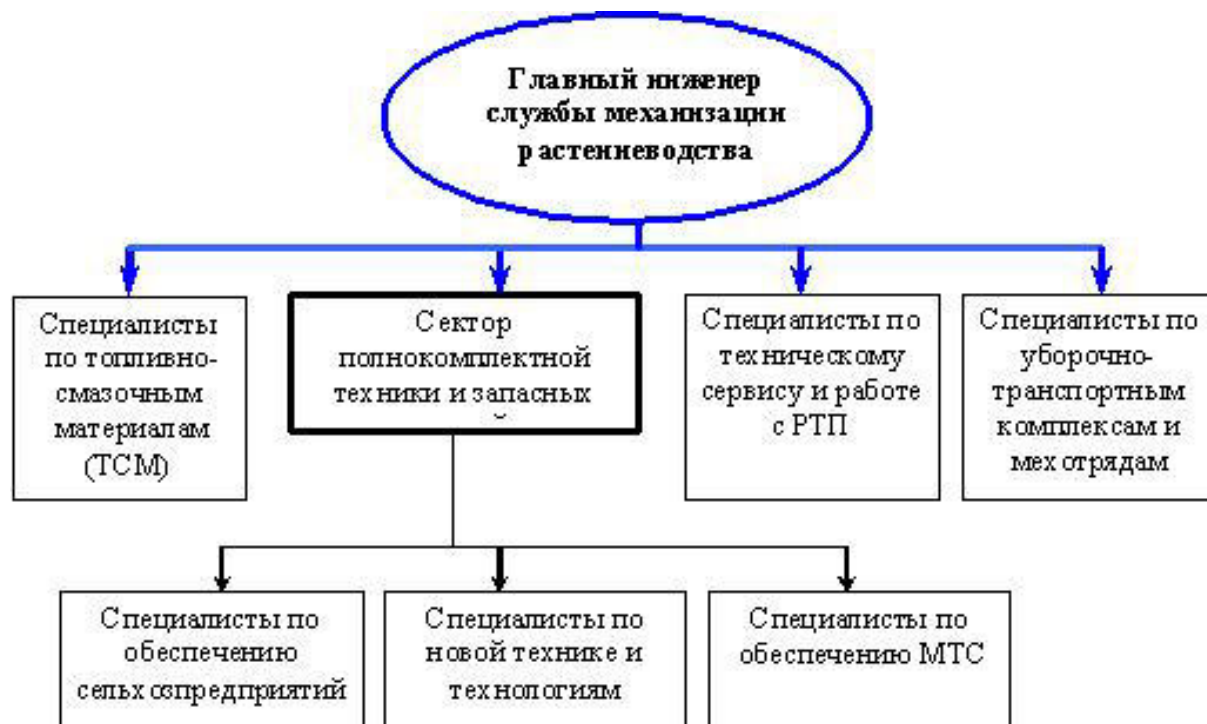 Главный инженер
службы механизации
растениеводства
Специалисты
по топливно-
смазочным
материалам
(ТСМ)
Сектор
полнокомплектной
техники и запасных
Специалисты по
техническому
сервису и работе
с РТП
Специалисты по
уборочно-
транспортным
комплексам и
мехотрядам
Специалисты по
обеспечению
сельхозпредприятий
Специалисты по
новой технике и
технологиям
Специалисты по
обеспечению МТС